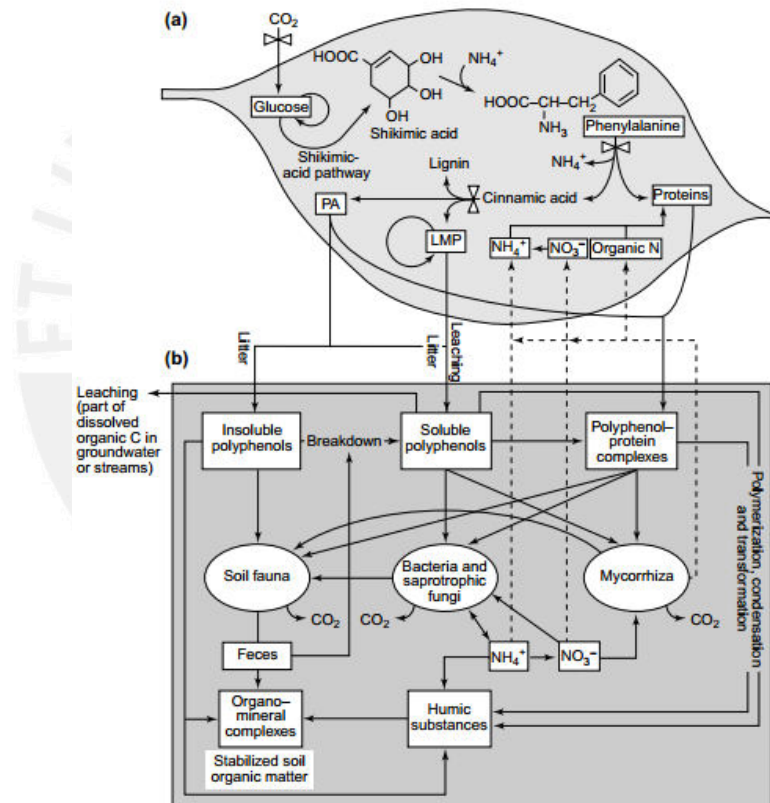 (a)
CO2
HOOC
OH
NH4+
OH
OH
Glucose
Shikimic acid
HOOC–CH–CH2
NH3
Phenylalanine
Shikimic-
acid pathway
Lignin
NH4+
PA
Cinnamic acid
Proteins
LMP
NH4+
NO3−
Organic N
Litter
Litter
Leaching
(b)
Leaching
(part of
dissolved
organic C in
groundwater
or streams)
Insoluble
polyphenols
Breakdown
Soluble
polyphenols
Polyphenol–
protein
complexes
Polymerization, condensation
and transformation
Soil fauna
Bacteria and
saprotrophic
fungi
Mycorrhiza
CO2
CO2
CO2
Feces
NH4+
NO3−
Organo–
mineral
complexes
Humic
substances
Stabilized soil
organic matter